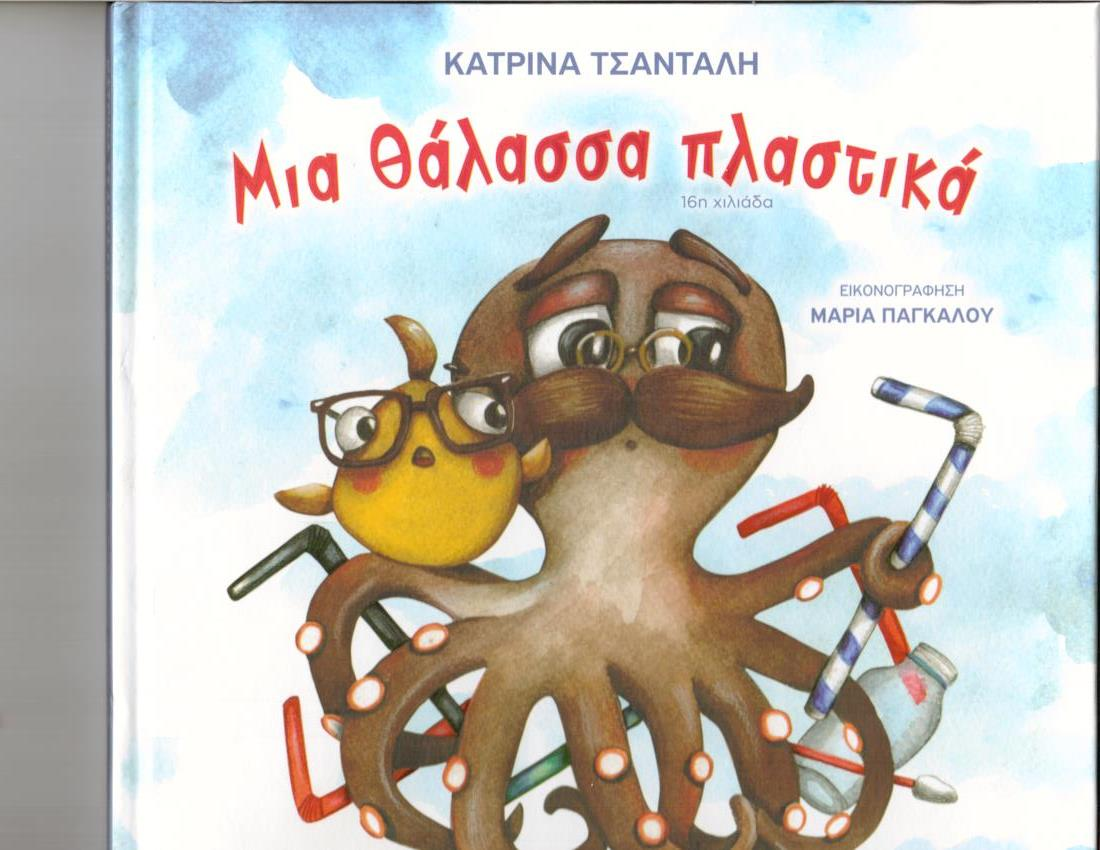 ΚΑΤΡΙΝΑ ΤΣΑΝΤΑΛΗ
Μια θάλασσα πλαστικά
16η χιλιάδα
ΕΙΚΟΝΟΓΡΑΦΗΣΗ
ΜΑΡΙΑ ΠΑΓΚΑΛΟΥ